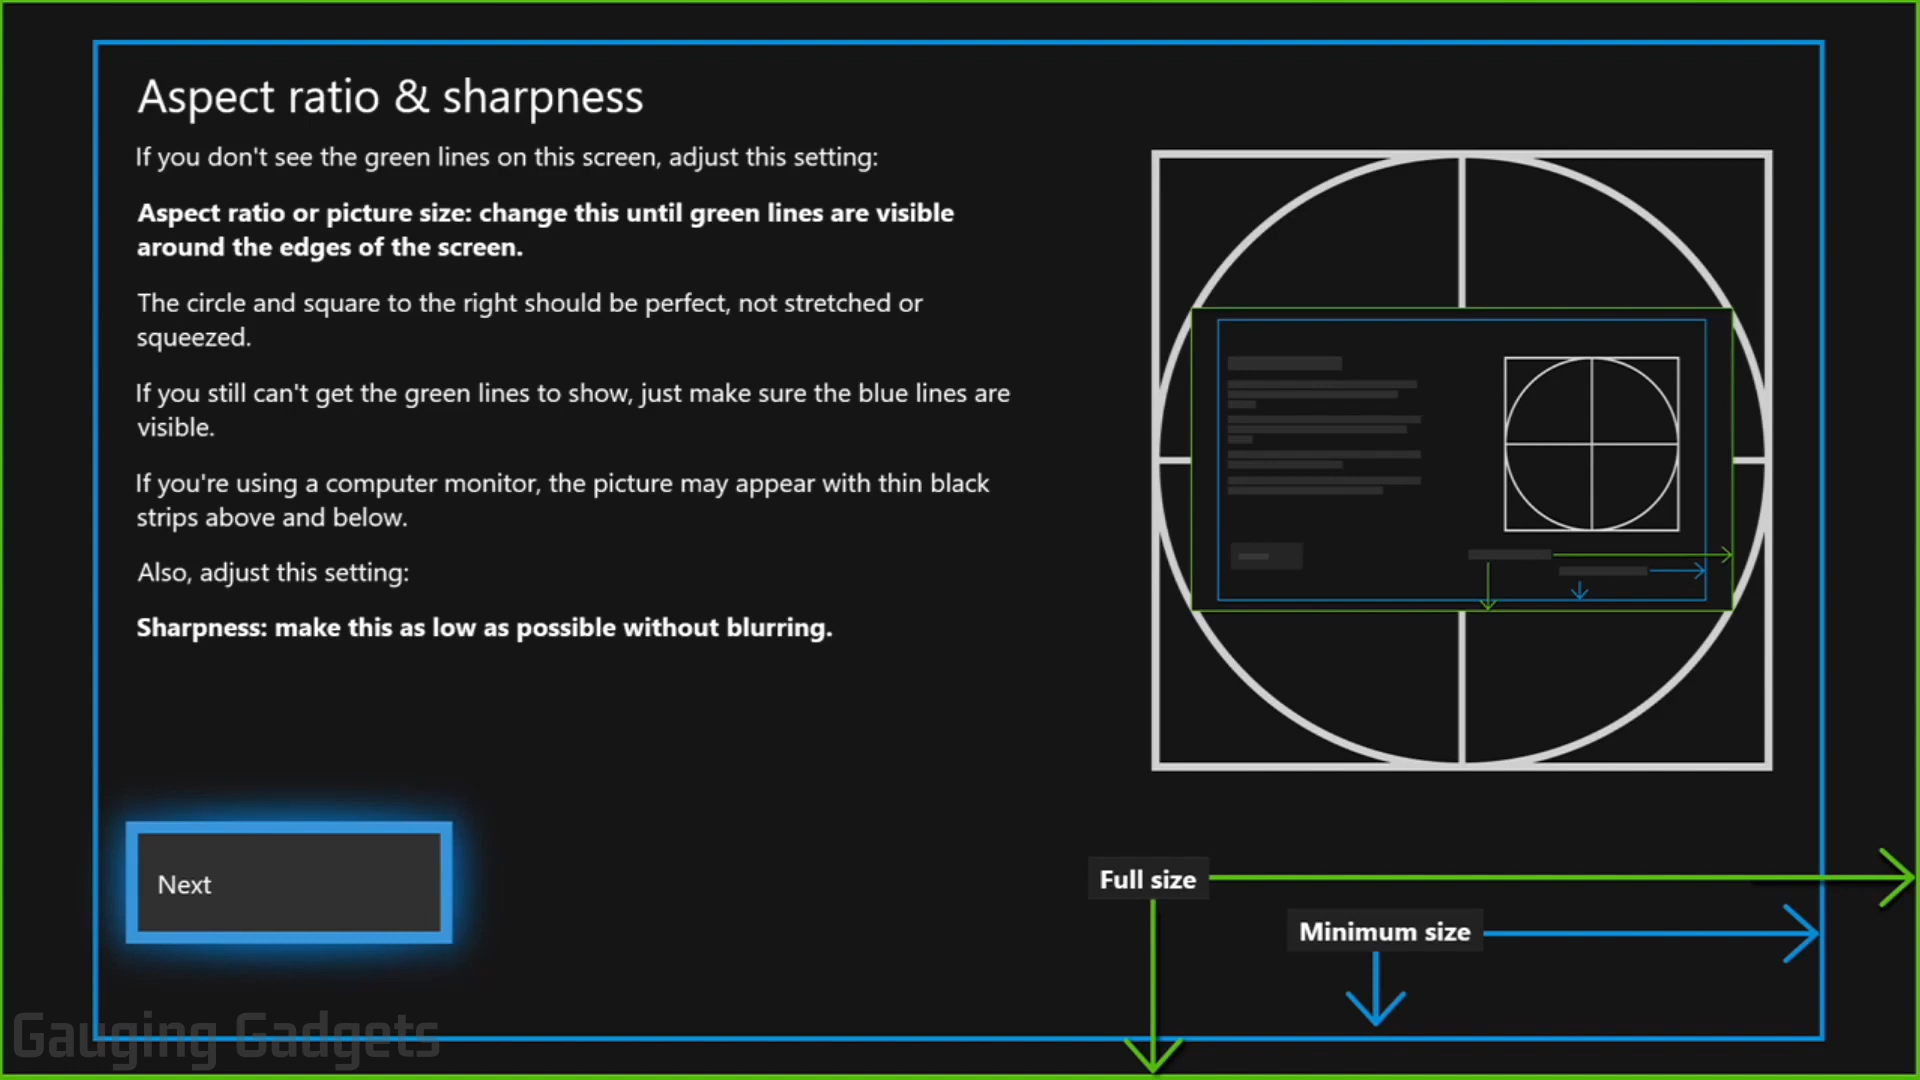 Aspect ratio & sharpness
If you don't see the green lines on this screen, adjust this setting:
Aspect ratio or picture size: change this until green lines are visible
around the edges of the screen.
The circle and square to the right should be perfect, not stretched or
squeezed.
If you still can't get the green lines to show, just make sure the blue lines are
visible.
If you're using a computer monitor, the picture may appear with thin black
strips above and below.
Also, adjust this setting:
Sharpness: make this as low as possible without blurring.
Next
Full size
Minimum size
Gauging Gadgets